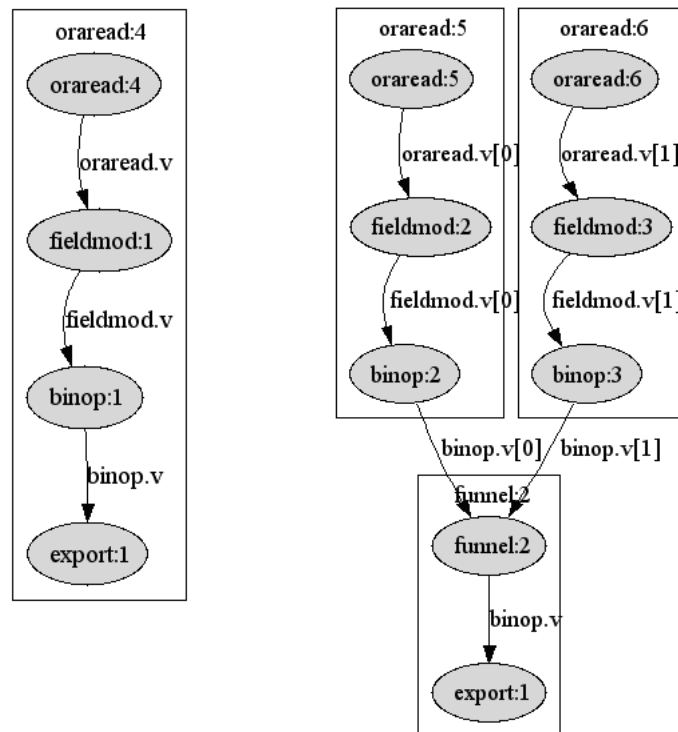 oraread:4
oraread:4
oraread.v
fieldmod:1
fieldmod.v
binop:1
binop.v
export:1
oraread:5
oraread:5
oraread.v[0]
fieldmod:2
fieldmod.v[0]
binop:2
binop.v[0]
oraread:6
oraread:6
oraread.v[1]
fieldmod:3
fieldmod.v[1]
binop:3
binop.v[1]
funnel:2
funnel:2
binop.v
export:1